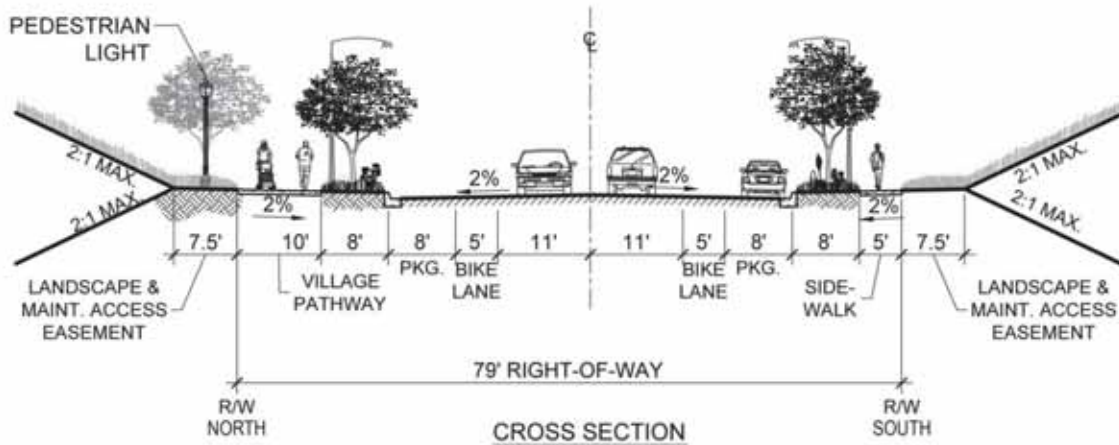 PEDESTRIAN
LIGHT
℄
2:1 MAX.
2:1 MAX.
2:1 MAX.
2:1 MAX.
2%
2%
2%
2%
7.5' 10' 8' 8' 5' 11' 11' 5' 8' 8' 5' 7.5'
LANDSCAPE &
MAINT. ACCESS
EASEMENT
VILLAGE
PATHWAY
PKG.
BIKE
LANE
BIKE
LANE
PKG.
SIDE-
WALK
LANDSCAPE &
MAINT. ACCESS
EASEMENT
79' RIGHT-OF-WAY
R/W
NORTH
R/W
SOUTH
CROSS SECTION